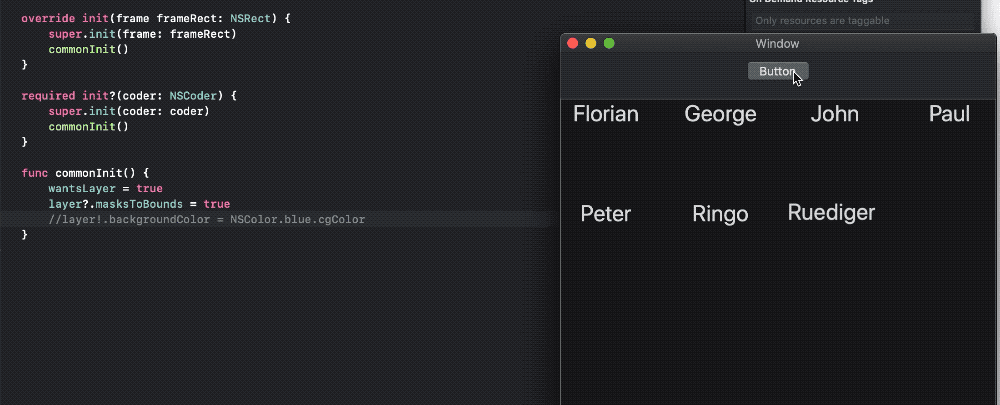 On Demand Resource Tags
Only resources are taggable
override init(frame frameRect: NSRect) {
    super.init(frame: frameRect)
    commonInit()
}
required init?(coder: NSCoder) {
    super.init(coder: coder)
    commonInit()
}
func commonInit() {
    wantsLayer = true
    layer?.masksToBounds = true
    //layer!.backgroundColor = NSColor.blue.cgColor
}
Window
Button
Florian George John Paul
Peter Ringo Ruediger